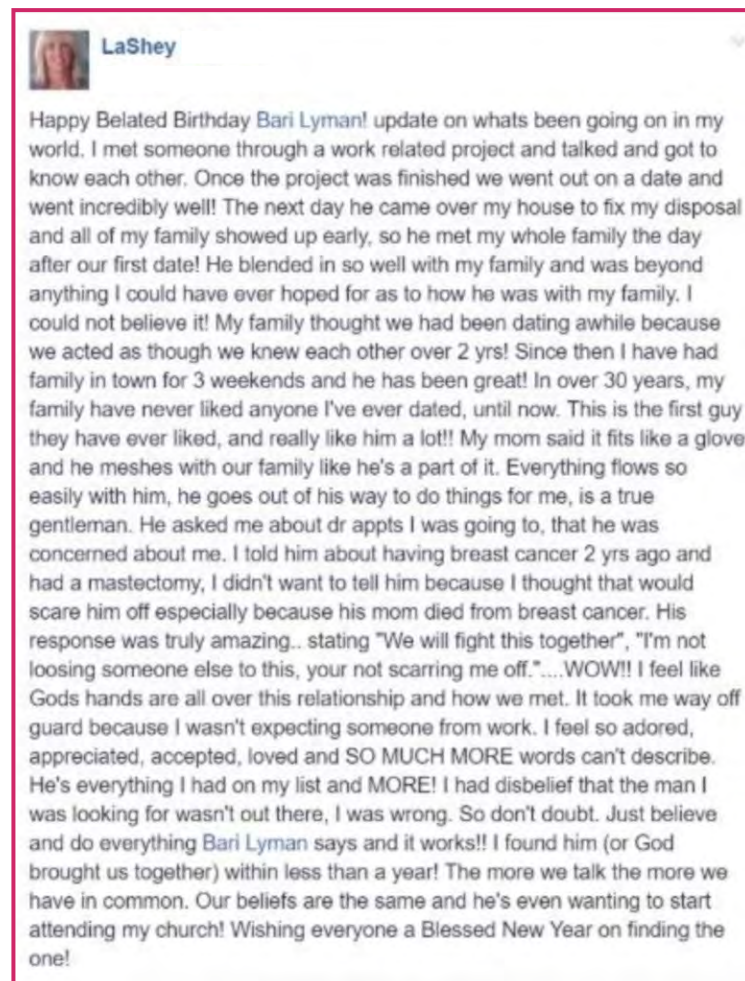 LaShey
Happy Belated Birthday Bari Lyman! update on whats been going on in my
world. I met someone through a work related project and talked and got to
know each other. Once the project was finished we went out on a date and
went incredibly well! The next day he came over my house to fix my disposal
and all of my family showed up early, so he met my whole family the day
after our first date! He blended in so well with my family and was beyond
anything I could have ever hoped for as to how he was with my family. I
could not believe it! My family thought we had been dating awhile because
we acted as though we knew each other over 2 yrs! Since then I have had
family in town for 3 weekends and he has been great! In over 30 years, my
family have never liked anyone I've ever dated, until now. This is the first guy
they have ever liked, and really like him a lot!! My mom said it fits like a glove
and he meshes with our family like he's a part of it. Everything flows so
easily with him, he goes out of his way to do things for me, is a true
gentleman. He asked me about dr appts I was going to, that he was
concerned about me. I told him about having breast cancer 2 yrs ago and
had a mastectomy, I didn't want to tell him because I thought that would
scare him off especially because his mom died from breast cancer. His
response was truly amazing.. stating "We will fight this together", "I'm not
loosing someone else to this, your not scarring me off."....WOW!! I feel like
Gods hands are all over this relationship and how we met. It took me way off
guard because I wasn't expecting someone from work. I feel so adored,
appreciated, accepted, loved and SO MUCH MORE words can't describe.
He's everything I had on my list and MORE! I had disbelief that the man I
was looking for wasn't out there, I was wrong. So don't doubt. Just believe
and do everything Bari Lyman says and it works!! I found him (or God
brought us together) within less than a year! The more we talk the more we
have in common. Our beliefs are the same and he's even wanting to start
attending my church! Wishing everyone a Blessed New Year on finding the
one!